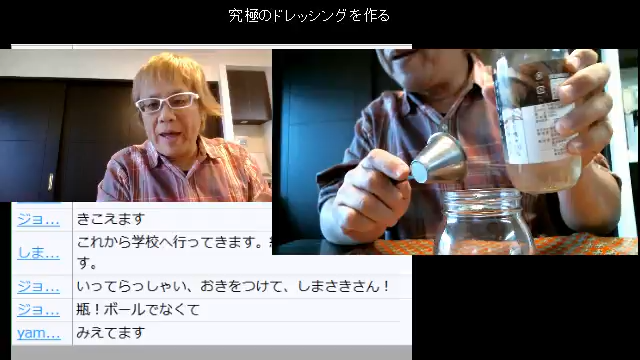 究極のドレッシングを作る
ジョ... きこえます
しま... これから学校へ行ってきます。
す。
ジョ... いってらっしゃい、おきをつけて、しまさきさん！
ジョ... 瓶！ボールでなくて
yam... みえてます